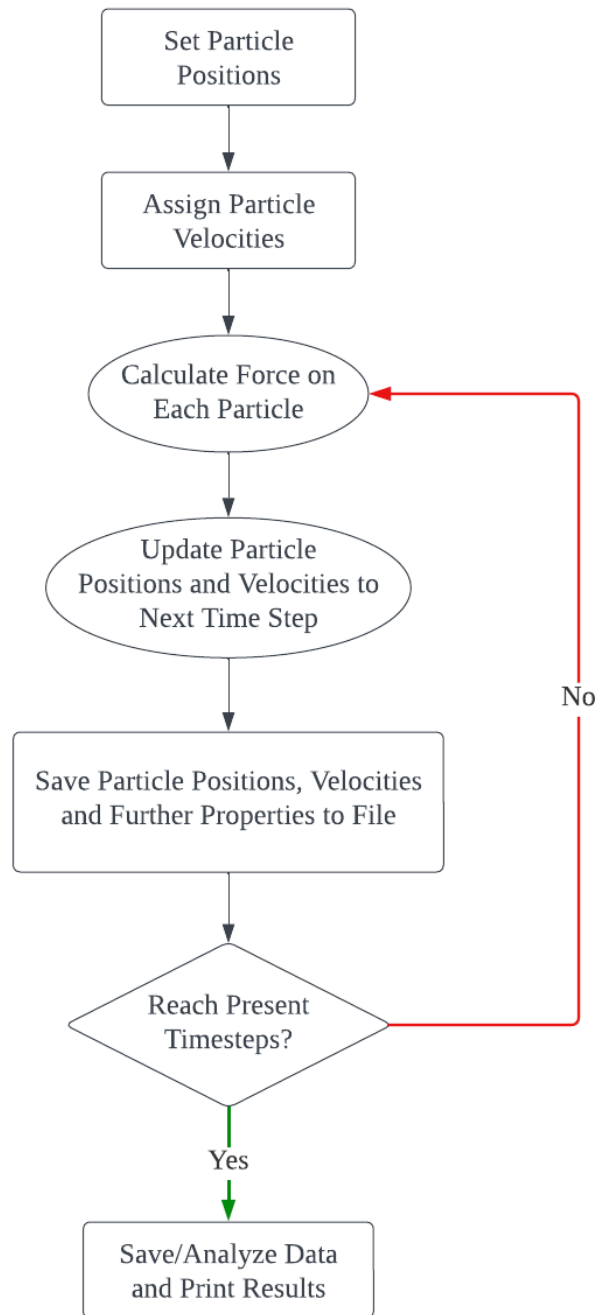 Set Particle
Positions
Assign Particle
Velocities
Calculate Force on
Each Particle
Update Particle
Positions and Velocities to
Next Time Step
No
Save Particle Positions, Velocities
and Further Properties to File
Reach Present
Timesteps?
Yes
Save/Analyze Data
and Print Results